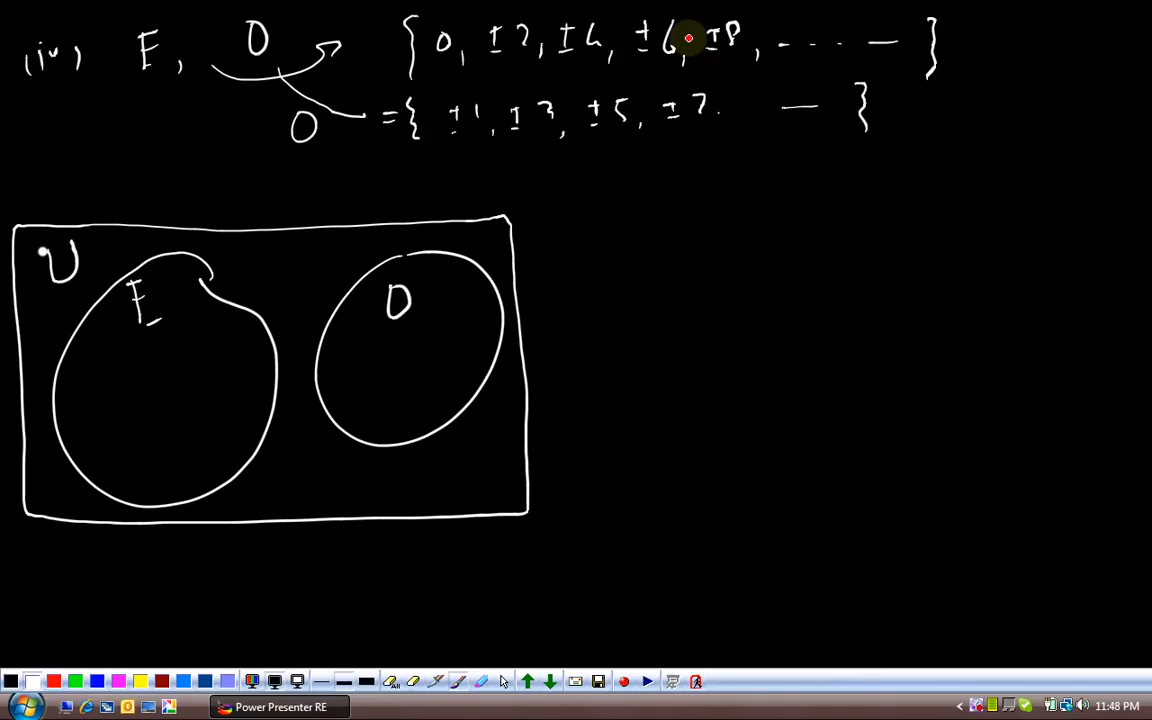 (iv) E, O { 0, ±2, ±4, ±6, ±8, ..... — }
O = { ±1, ±3, ±5, ±7. — }
U
E
O
Power Presenter RE
11:48 PM